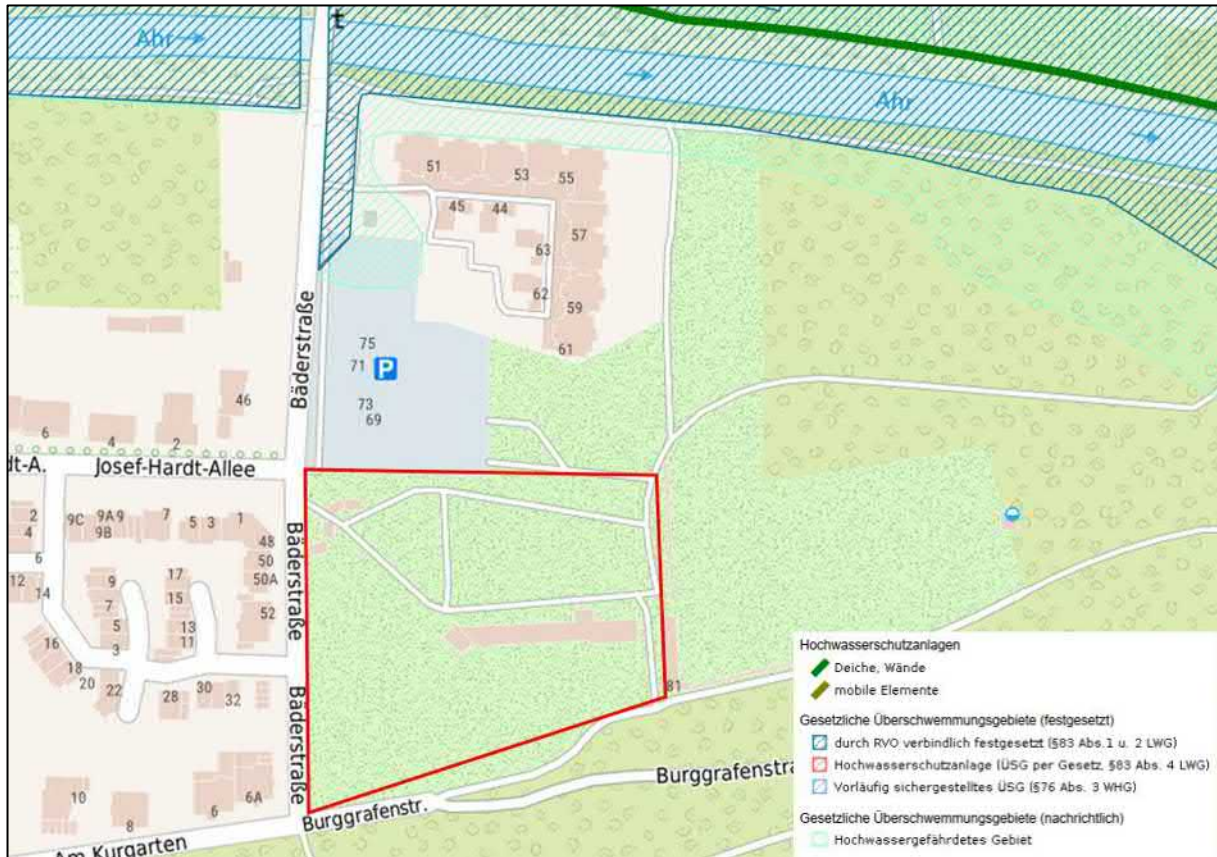 t
Ahr
Ahr
51
53
55
45
44
57
63
62
59
61
Bäderstraße
75
71
P
73
69
46
6
4
2
dt-A.
Josef-Hardt-Allee
2
4
6
12
14
9C
9A
9
9B
7
5
3
1
48
50
50A
52
9
7
5
3
17
15
13
11
16
18
20
22
28
30
32
Bäderstraße
Bäderstraße
81
10
8
6
6A
Am Kurgarten
Burggrafenstr.
Burggrafenstra
Hochwasserschutzanlagen
Deiche, Wände
mobile Elemente
Gesetzliche Überschwemmungsgebiete (festgesetzt)
durch RVO verbindlich festgesetzt (§83 Abs.1 u. 2 LWG)
Hochwasserschutzanlage (ÜSG per Gesetz, §83 Abs. 4 LWG)
Vorläufig sichergestelltes ÜSG (§76 Abs. 3 WHG)
Gesetzliche Überschwemmungsgebiete (nachrichtlich)
Hochwassergefährdetes Gebiet